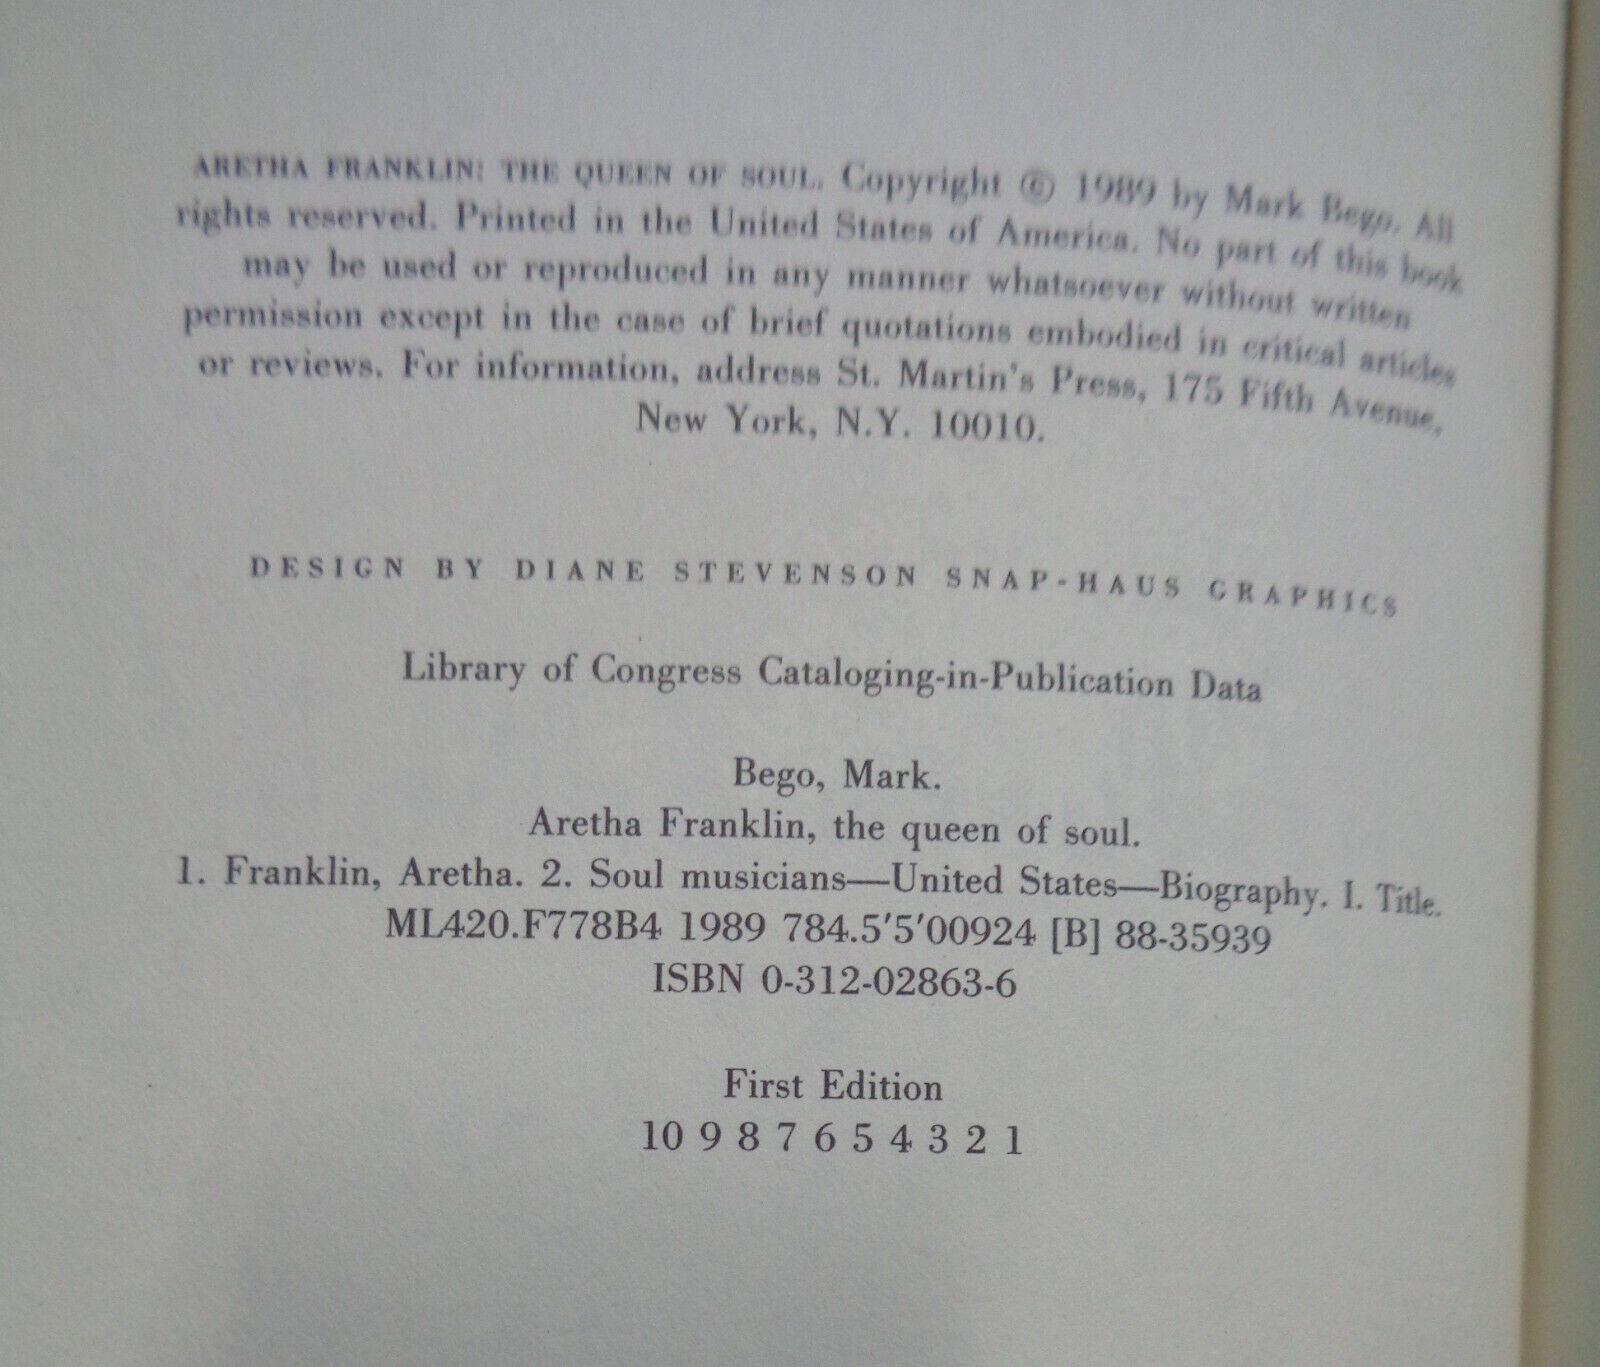 ARETHA FRANKLIN: THE QUEEN OF SOUL. Copyright © 1989 by Mark Bego. All
rights reserved. Printed in the United States of America. No part of this book
may be used or reproduced in any manner whatsoever without written
permission except in the case of brief quotations embodied in critical articles
or reviews. For information, address St. Martin's Press, 175 Fifth Avenue,
New York, N.Y. 10010.
DESIGN BY DIANE STEVENSON SNAP-HAUS GRAPHICS
Library of Congress Cataloging-in-Publication Data
Bego, Mark.
Aretha Franklin, the queen of soul.
1. Franklin, Aretha. 2. Soul musicians—United States—Biography. I. Title.
ML420.F778B4 1989 784.5'5'00924 [B] 88-35939
ISBN 0-312-02863-6
First Edition
10 9 8 7 6 5 4 3 2 1